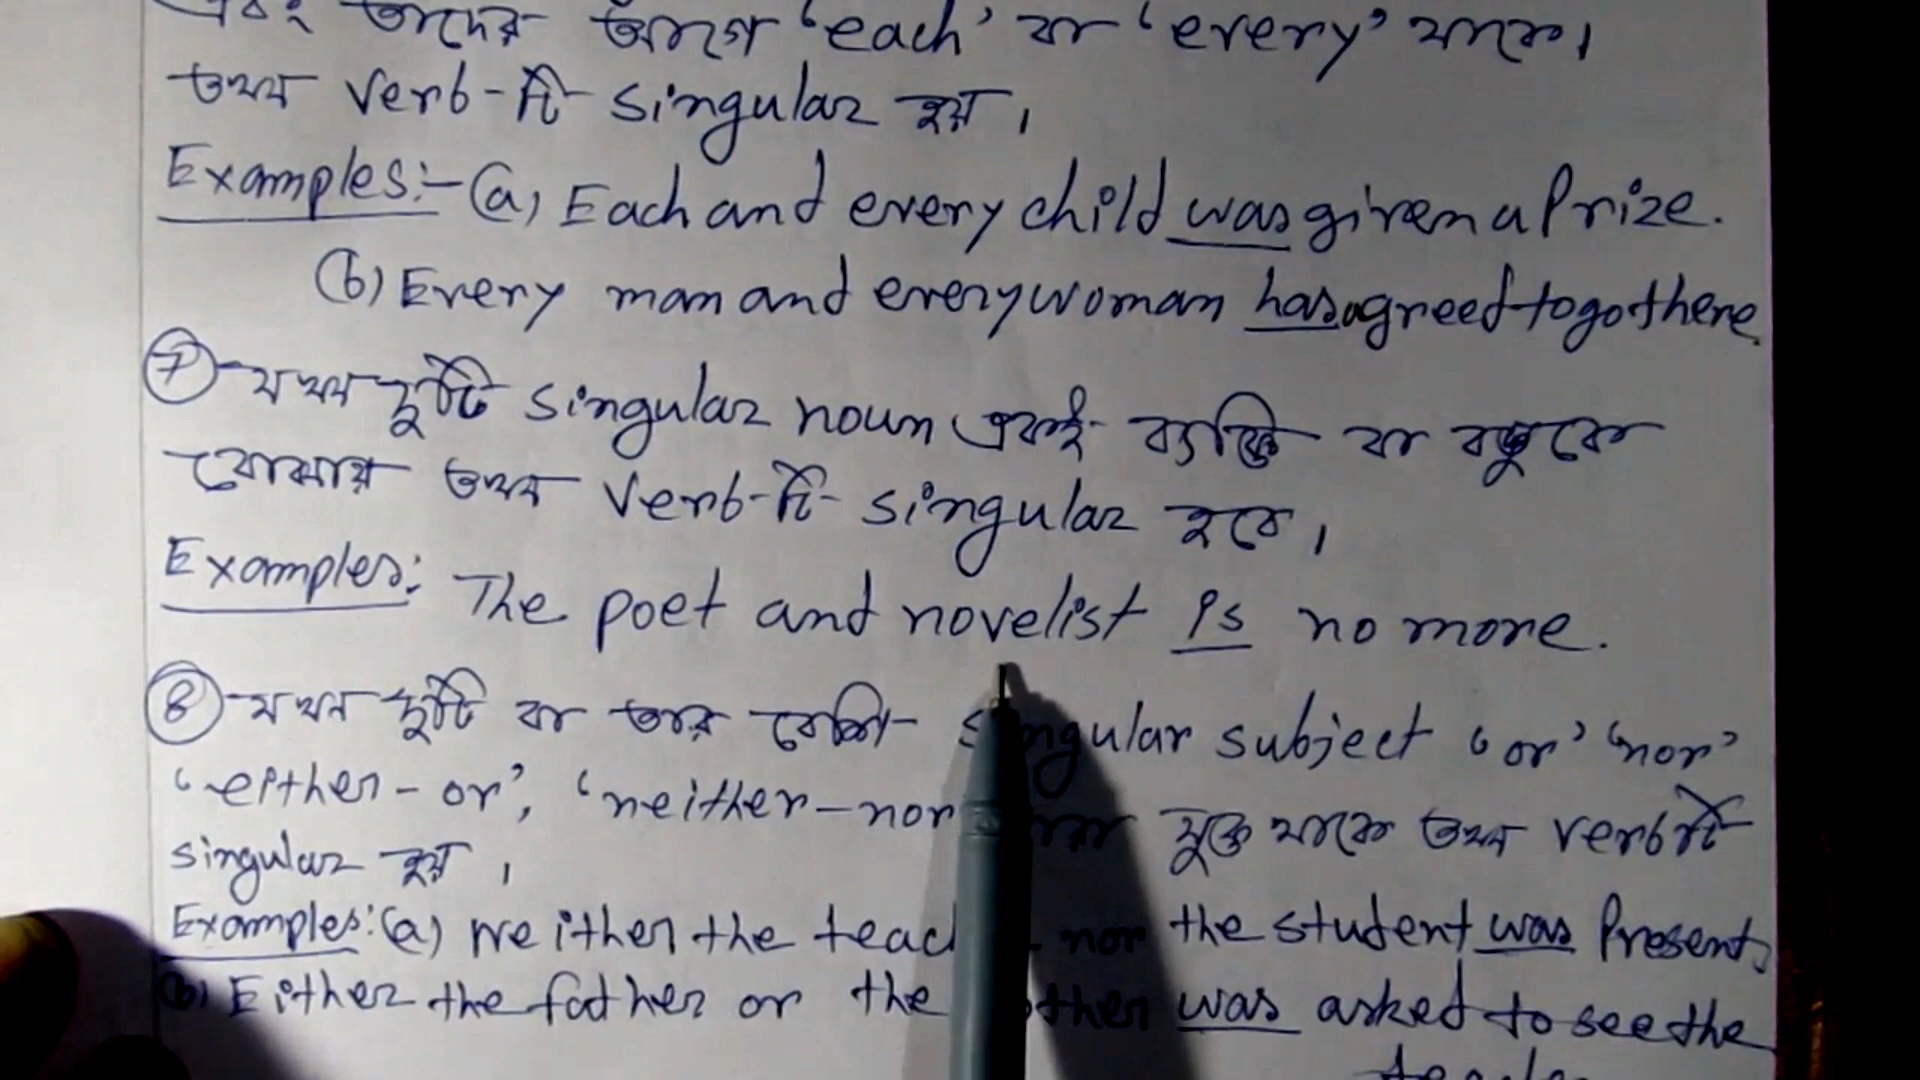 এবং তাদের আগে 'each' বা 'every' থাকে।
তখন verb-টি singular হয়।
Examples:- (a) Each and every child was given a Prize.
(b) Every man and every woman has agreed to go there.
⑦ যখন দুটি singular noun একই ব্যক্তি বা বস্তুকে
বোঝায় তখন verb-টি singular হবে।
Examples: The poet and novelist is no more.
⑧ যখন দুটি বা তার বেশি singular subject 'or' 'nor'
'either-or', 'neither-nor যুক্ত থাকে তখন verbটি
singular হয়।
Examples: (a) Neither the teac nor the student was Present,
(b) Either the father or the other was asked to see the